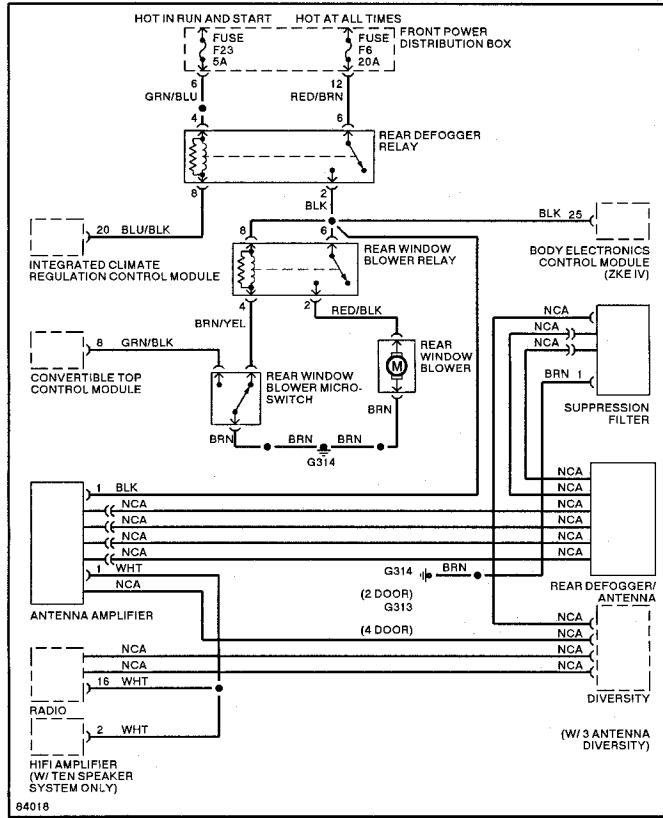 HOT IN RUN AND START
HOT AT ALL TIMES
FUSE
F23
5A
FUSE
F6
20A
FRONT POWER
DISTRIBUTION BOX
6
12
GRN/BLU
RED/BRN
4
6
REAR DEFOGGER
RELAY
8
2
BLK
20 BLU/BLK
8
6
BLK 25
INTEGRATED CLIMATE
REGULATION CONTROL MODULE
REAR WINDOW
BLOWER RELAY
BODY ELECTRONICS
CONTROL MODULE
(ZKE IV)
4
2
BRN/YEL
RED/BLK
NCA
NCA
NCA
8 GRN/BLK
CONVERTIBLE TOP
CONTROL MODULE
REAR WINDOW
BLOWER MICRO-
SWITCH
M
REAR
WINDOW
BLOWER
BRN 1
SUPPRESSION
FILTER
BRN
BRN
BRN
BRN
G314
1 BLK
NCA
NCA
NCA
NCA
1 WHT
NCA
ANTENNA AMPLIFIER
NCA
NCA
NCA
NCA
NCA
NCA
G314
BRN
(2 DOOR)
G313
(4 DOOR)
REAR DEFOGGER/
ANTENNA
NCA
NCA
NCA
NCA
DIVERSITY
NCA
NCA
16 WHT
RADIO
2 WHT
HIFI AMPLIFIER
(W/ TEN SPEAKER
SYSTEM ONLY)
(W/ 3 ANTENNA
DIVERSITY)
84018